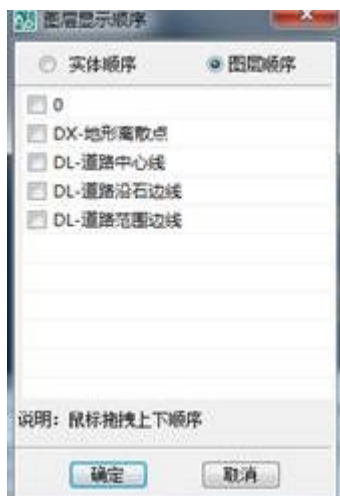 图层显示顺序
实体顺序 图层顺序
0
DX-地形离散点
DL-道路中心线
DL-道路沿石边线
DL-道路范围边线
说明：鼠标拖拽上下顺序
确定 取消